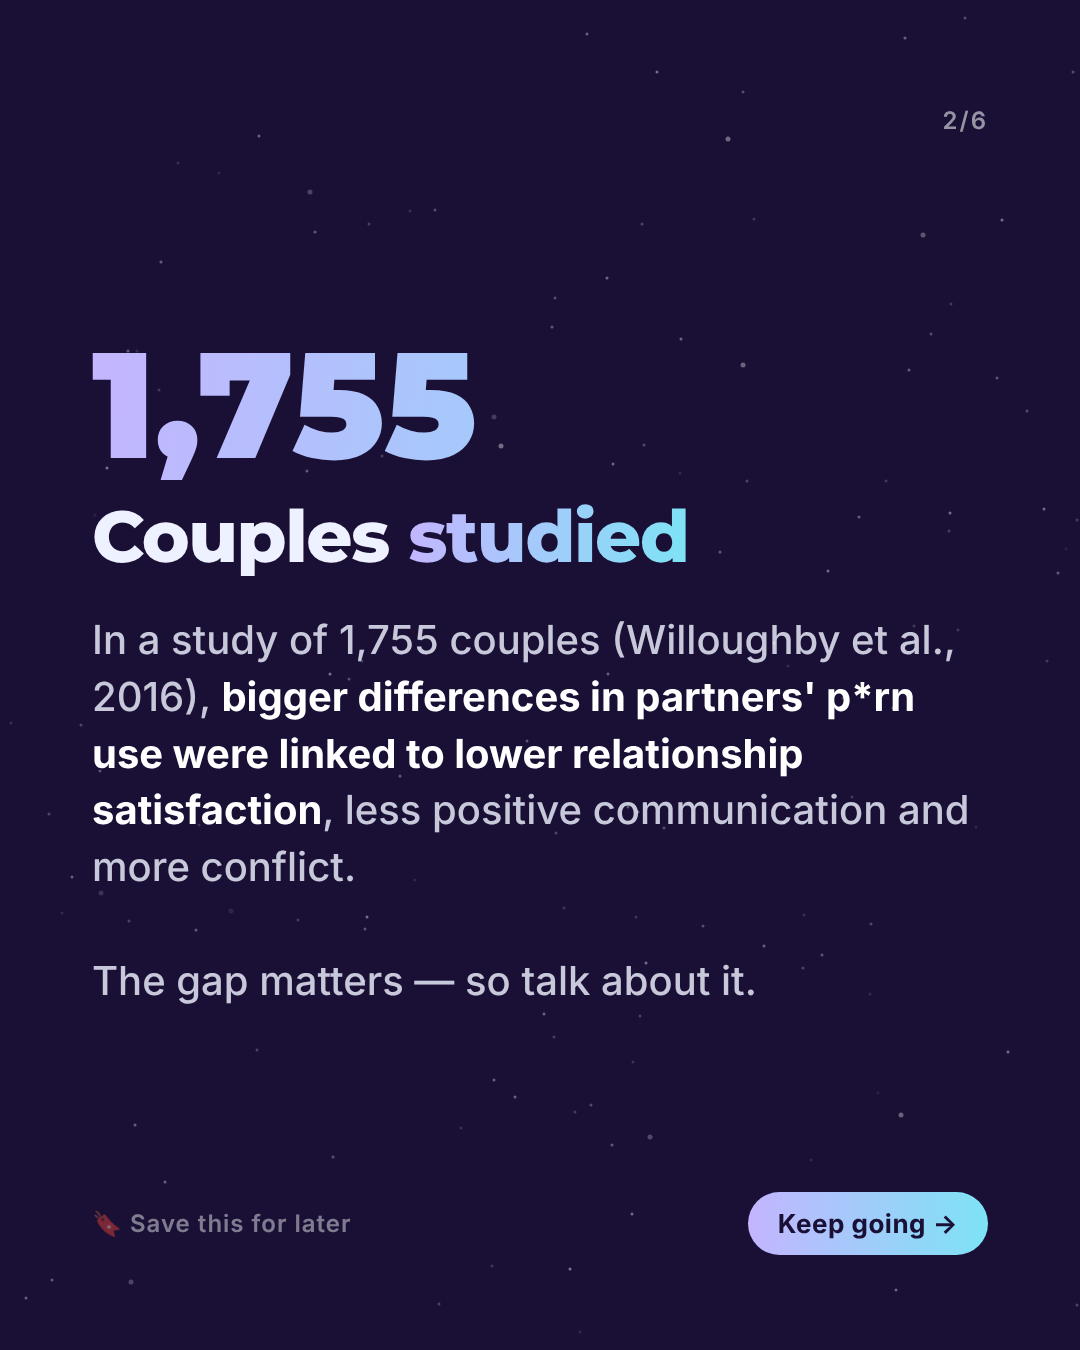 2/6
1,755
Couples studied
In a study of 1,755 couples (Willoughby et al.,
2016), bigger differences in partners' p*rn
use were linked to lower relationship
satisfaction, less positive communication and
more conflict.
The gap matters — so talk about it.
🔖 Save this for later
Keep going →